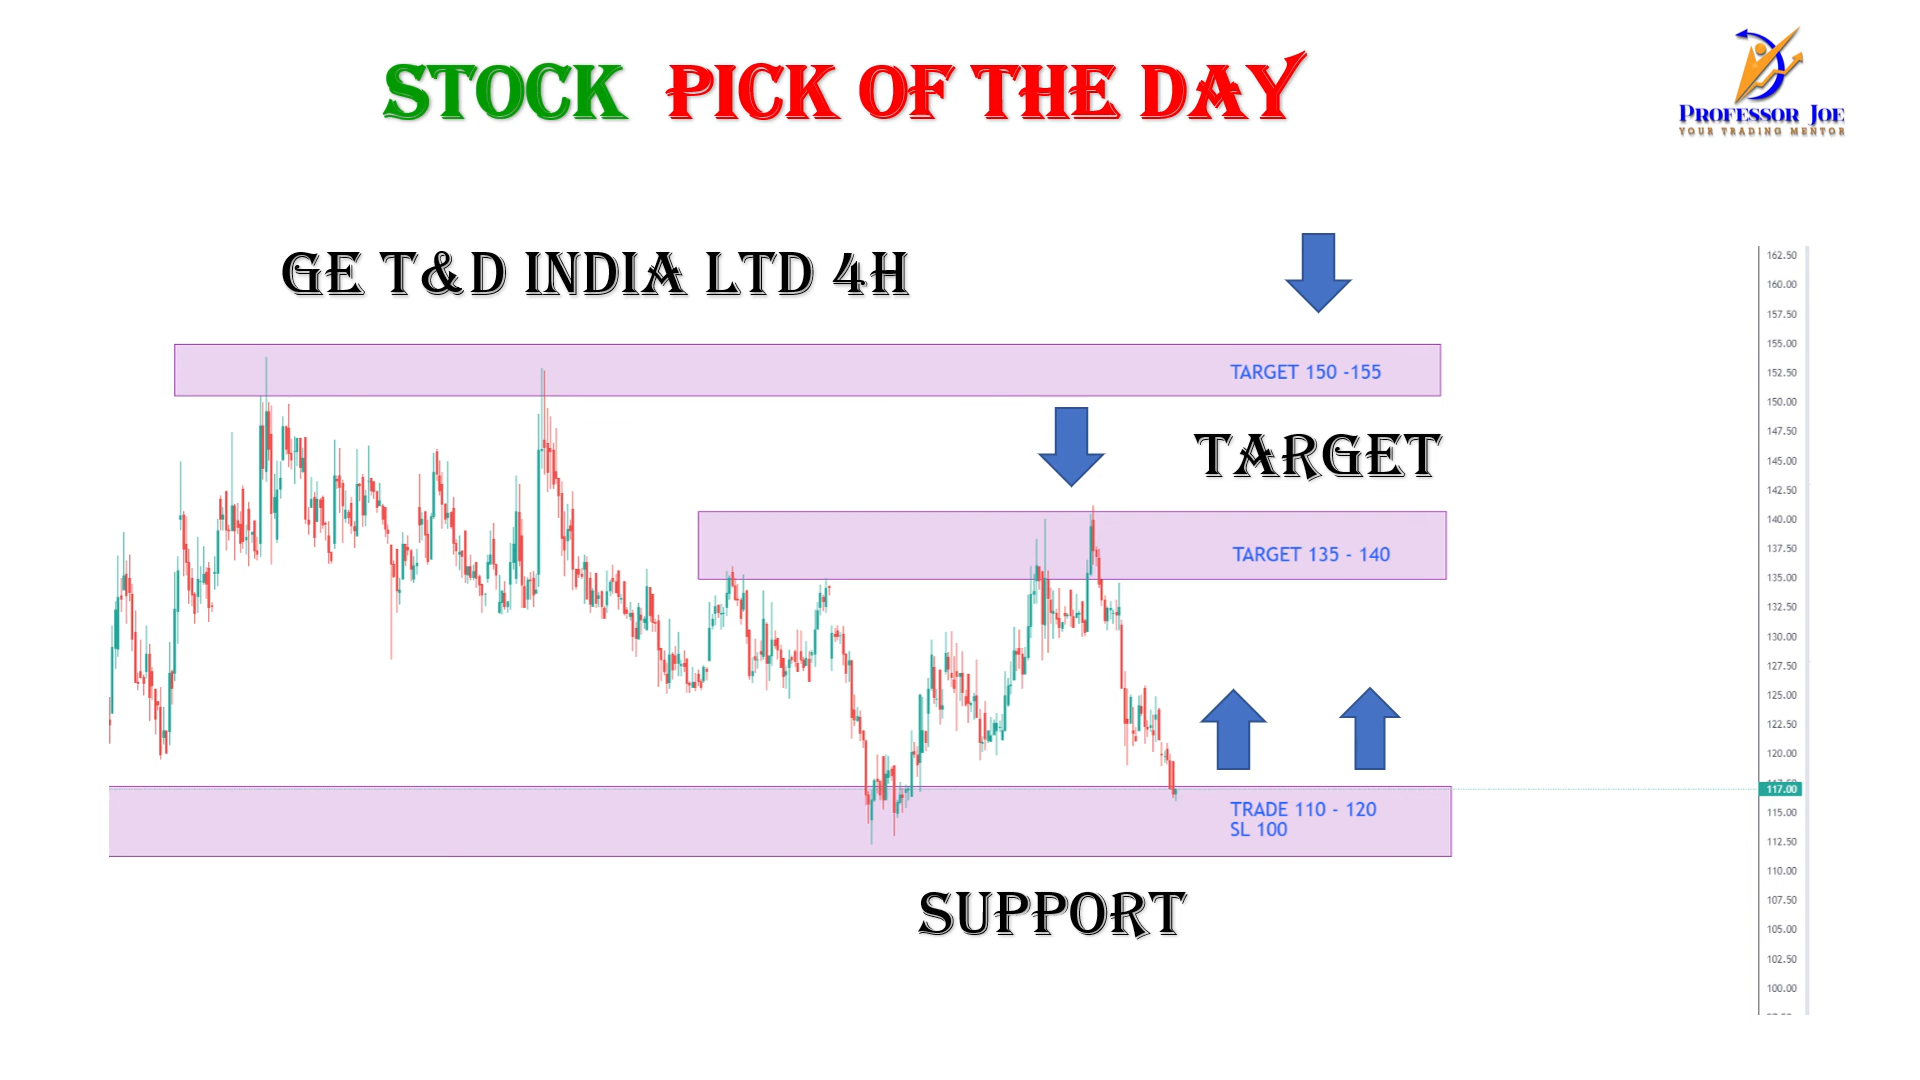 STOCK PICK OF THE DAY
PROFESSOR JOE
YOUR TRADING MENTOR
GE T&D INDIA LTD 4H
TARGET 150 -155
TARGET
TARGET 135 - 140
TRADE 110 - 120
SL 100
SUPPORT
162.50
160.00
157.50
155.00
152.50
150.00
147.50
145.00
142.50
140.00
137.50
135.00
132.50
130.00
127.50
125.00
122.50
120.00
117.00
115.00
112.50
110.00
107.50
105.00
102.50
100.00